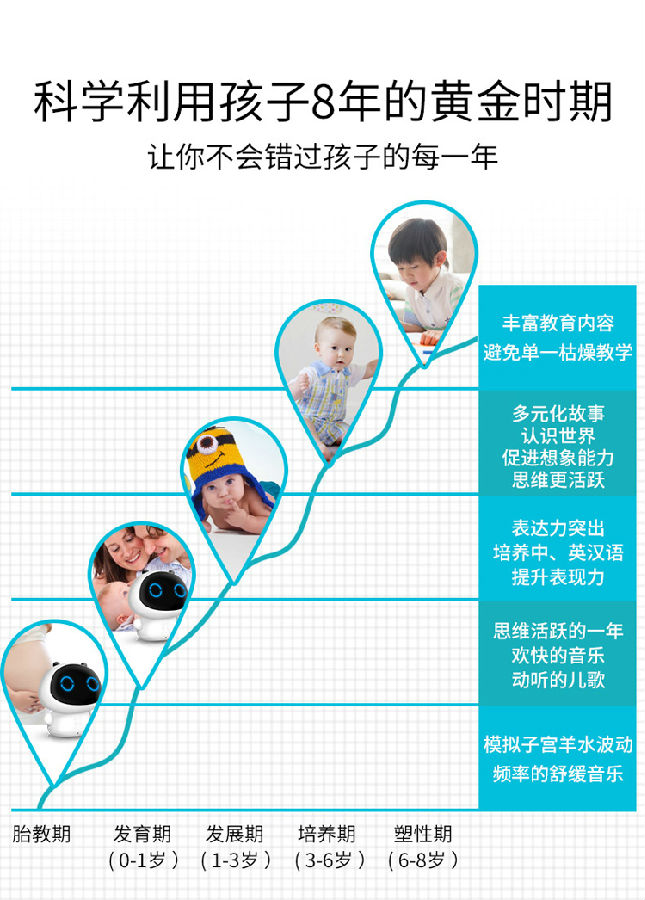 科学利用孩子8年的黄金时期
让你不会错过孩子的每一年
丰富教育内容
避免单一枯燥教学
多元化故事
认识世界
促进想象能力
思维更活跃
表达力突出
培养中、英汉语
提升表现力
思维活跃的一年
欢快的音乐
动听的儿歌
模拟子宫羊水波动
频率的舒缓音乐
胎教期
发育期
(0-1岁)
发展期
(1-3岁)
培养期
(3-6岁)
塑性期
(6-8岁)